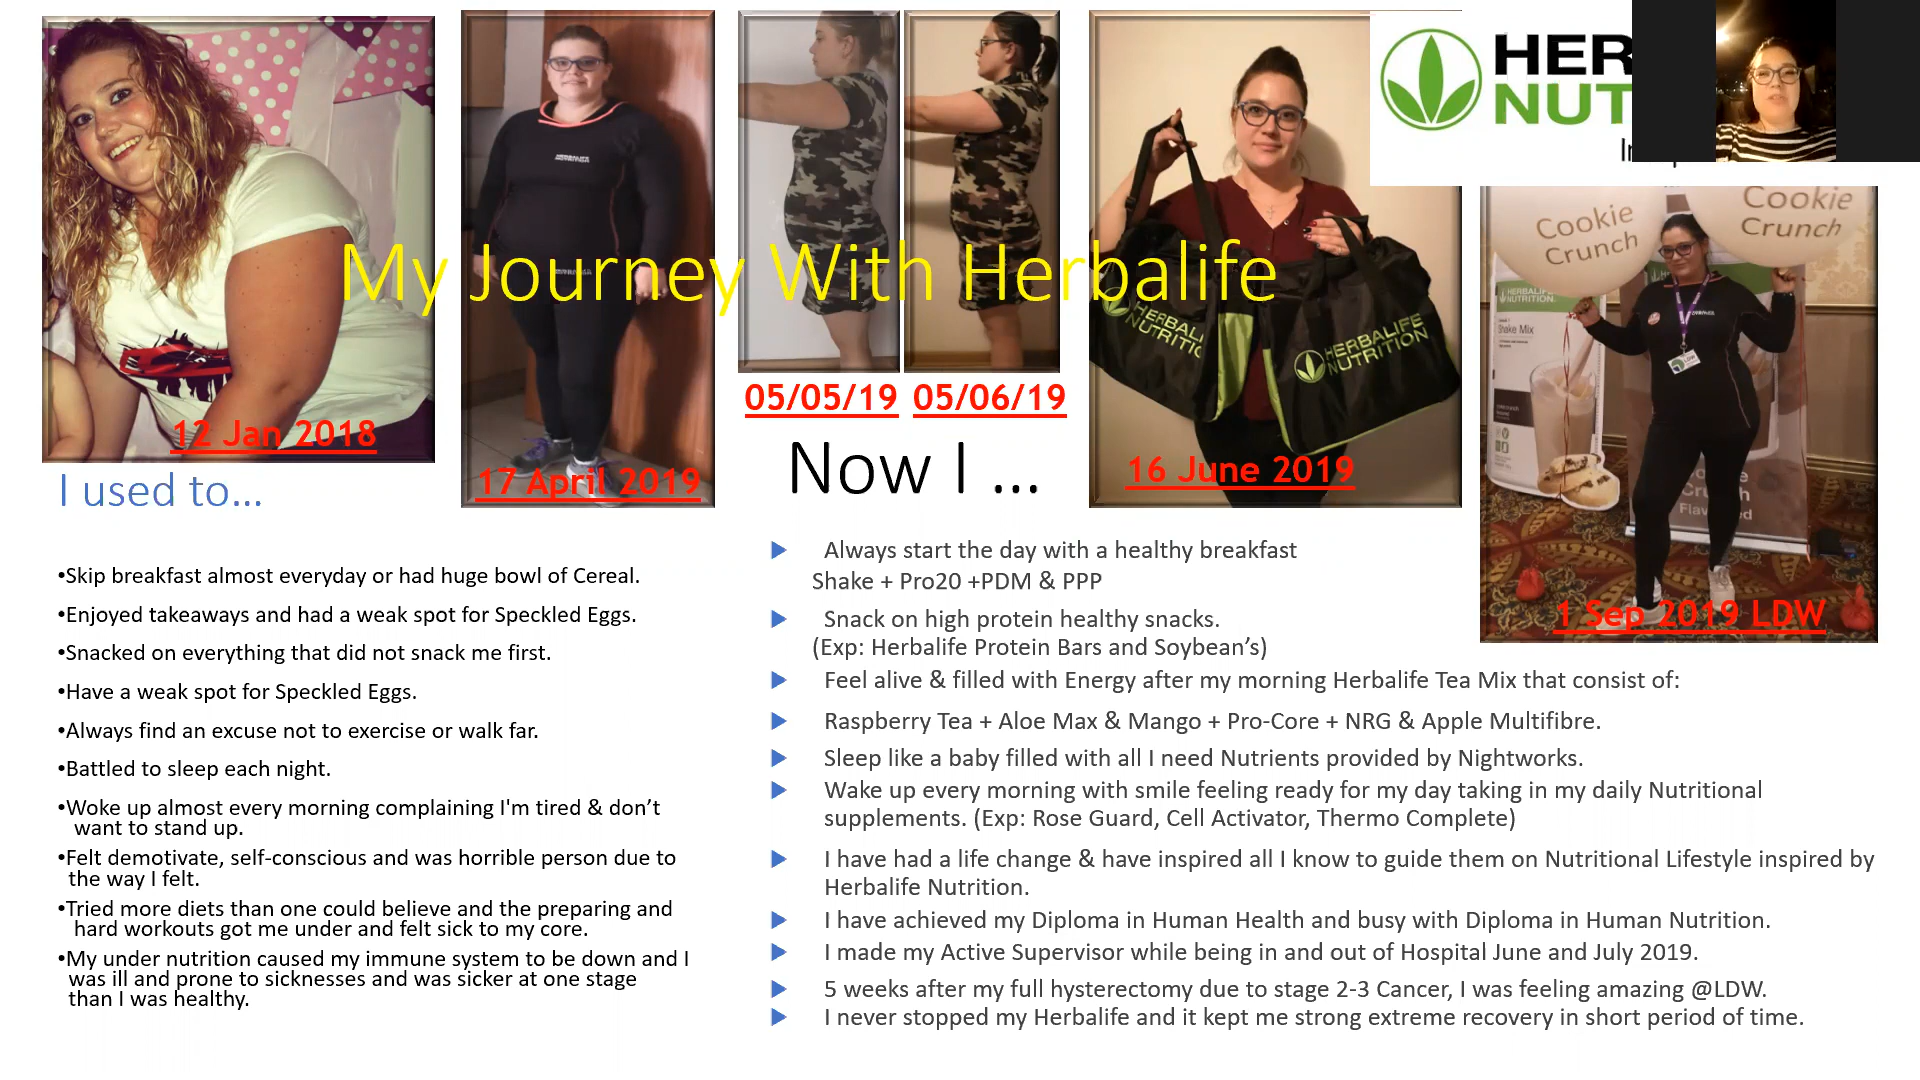 HER
NUT
My Journey With Herbalife
HERBALIFE
NUTRITION
HERBALIFE
NUTRITION
Cookie
Crunch
Cookie
Crunch
HERBALIFE
NUTRITION
Shake Mix
12 Jan 2018
17 April 2019
05/05/19
05/06/19
16 June 2019
1 Sep 2019 LDW
I used to...
•Skip breakfast almost everyday or had huge bowl of Cereal.
•Enjoyed takeaways and had a weak spot for Speckled Eggs.
•Snacked on everything that did not snack me first.
•Have a weak spot for Speckled Eggs.
•Always find an excuse not to exercise or walk far.
•Battled to sleep each night.
•Woke up almost every morning complaining I'm tired & don't
want to stand up.
•Felt demotivate, self-conscious and was horrible person due to
the way I felt.
•Tried more diets than one could believe and the preparing and
hard workouts got me under and felt sick to my core.
•My under nutrition caused my immune system to be down and I
was ill and prone to sicknesses and was sicker at one stage
than I was healthy.
Now I ...
Always start the day with a healthy breakfast
Shake + Pro20 +PDM & PPP
Snack on high protein healthy snacks.
(Exp: Herbalife Protein Bars and Soybean's)
Feel alive & filled with Energy after my morning Herbalife Tea Mix that consist of:
Raspberry Tea + Aloe Max & Mango + Pro-Core + NRG & Apple Multifibre.
Sleep like a baby filled with all I need Nutrients provided by Nightworks.
Wake up every morning with smile feeling ready for my day taking in my daily Nutritional
supplements. (Exp: Rose Guard, Cell Activator, Thermo Complete)
I have had a life change & have inspired all I know to guide them on Nutritional Lifestyle inspired by
Herbalife Nutrition.
I have achieved my Diploma in Human Health and busy with Diploma in Human Nutrition.
I made my Active Supervisor while being in and out of Hospital June and July 2019.
5 weeks after my full hysterectomy due to stage 2-3 Cancer, I was feeling amazing @LDW.
I never stopped my Herbalife and it kept me strong extreme recovery in short period of time.